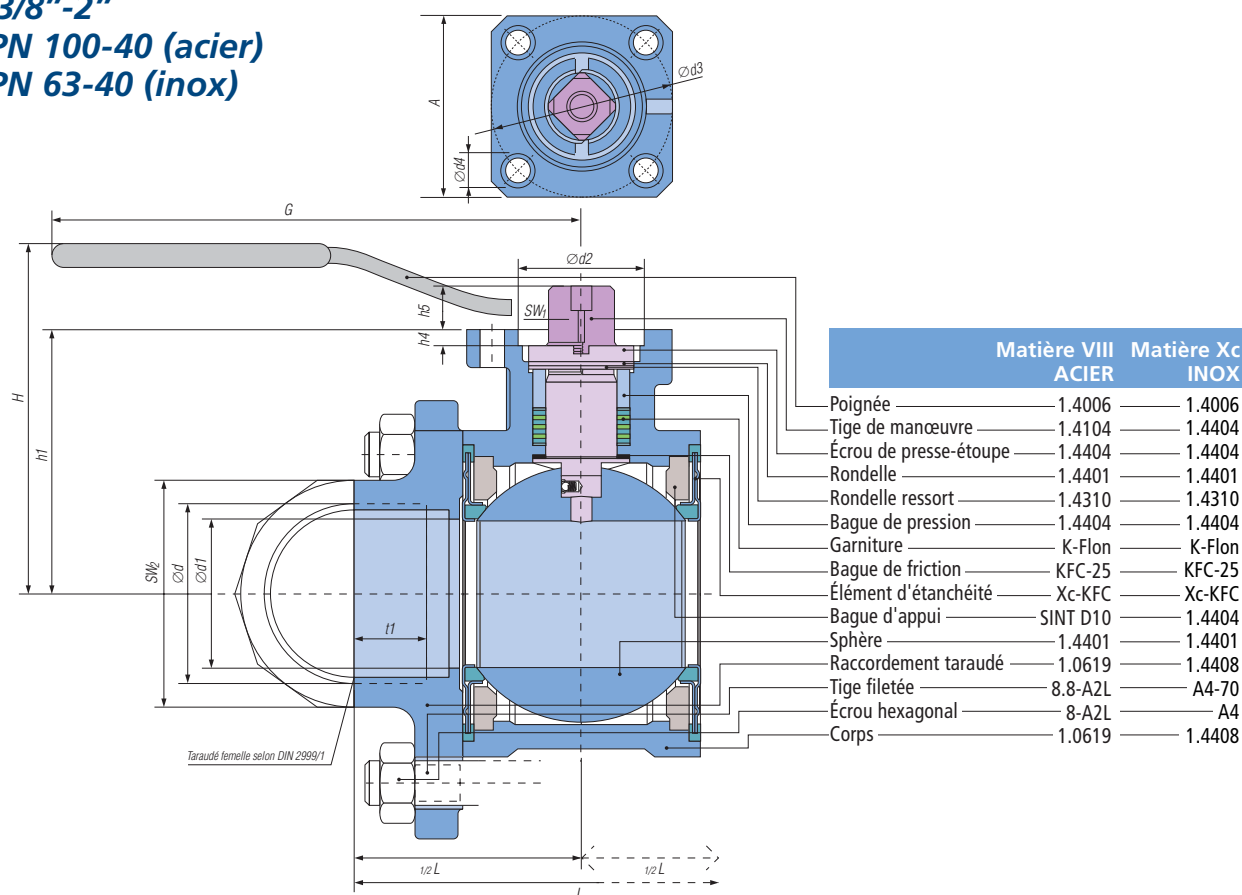 3/8"-2"
PN 100-40 (acier)
PN 63-40 (inox)
A
Ød3
Ød4
G
Ød2
SW1
h5
h4
H
h1
SW2
Ød
Ød1
t1
Taraudé femelle selon DIN 2999/1
1/2 L
1/2 L
L
Matière VIII Matière Xc
ACIER INOX
Poignée 1.4006 1.4006
Tige de manœuvre 1.4104 1.4404
Écrou de presse-étoupe 1.4404 1.4404
Rondelle 1.4401 1.4401
Rondelle ressort 1.4310 1.4310
Bague de pression 1.4404 1.4404
Garniture K-Flon K-Flon
Bague de friction KFC-25 KFC-25
Élément d'étanchéité Xc-KFC Xc-KFC
Bague d'appui SINT D10 1.4404
Sphère 1.4401 1.4401
Raccordement taraudé 1.0619 1.4408
Tige filetée 8.8-A2L A4-70
Écrou hexagonal 8-A2L A4
Corps 1.0619 1.4408